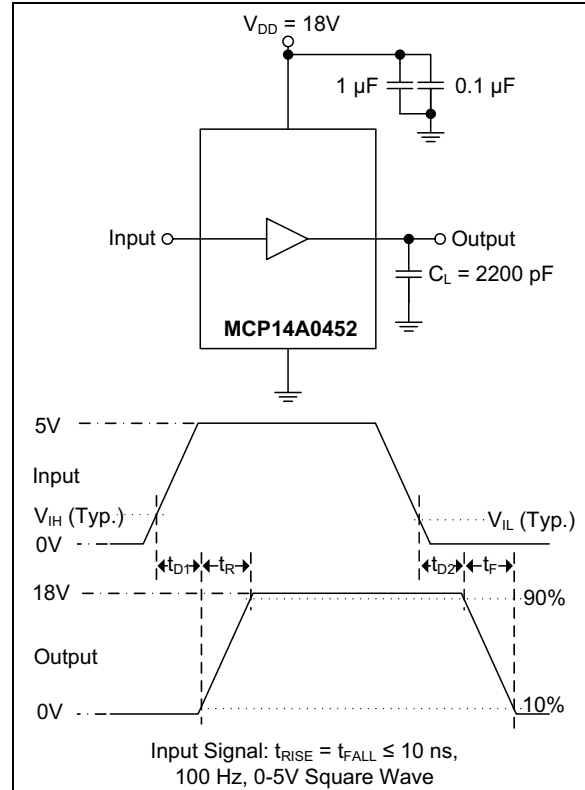 V_DD = 18V
1 µF
0.1 µF
Input
Output
C_L = 2200 pF
MCP14A0452
5V
Input
V_IH (Typ.)
V_IL (Typ.)
0V
t_D1
t_R
t_D2
t_F
18V
90%
Output
0V
10%
Input Signal: t_RISE = t_FALL ≤ 10 ns,
100 Hz, 0-5V Square Wave